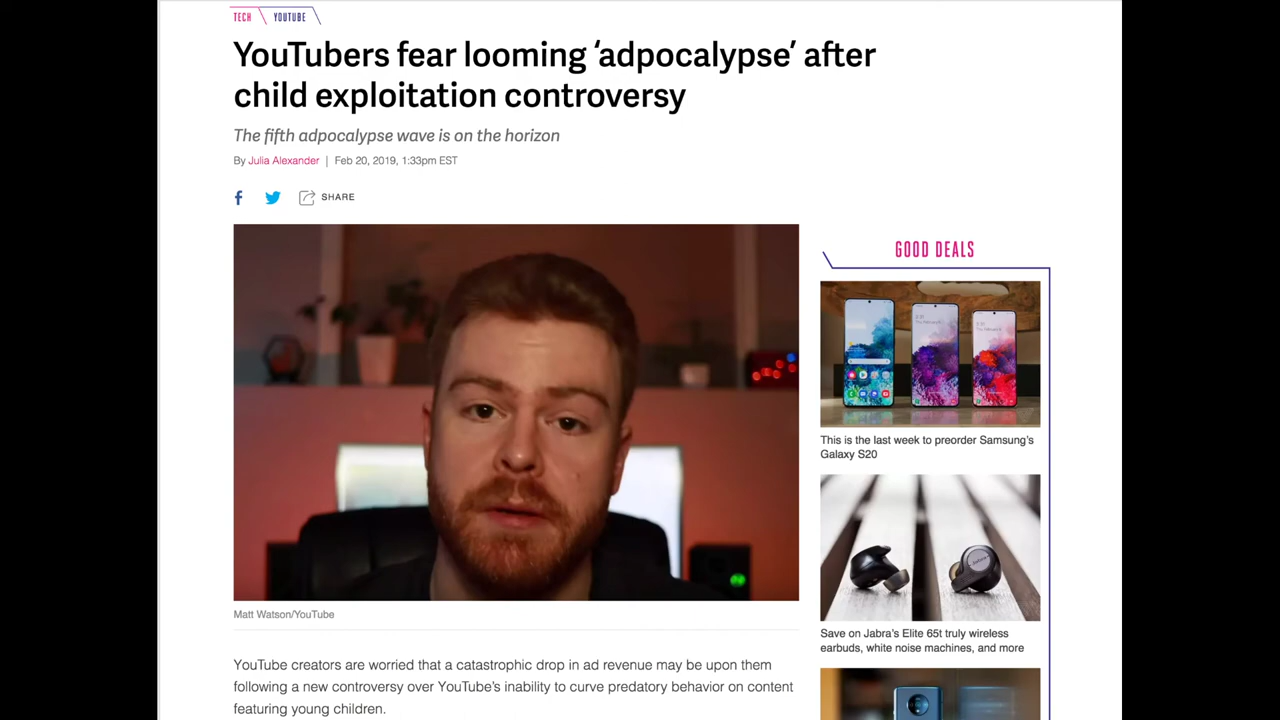 TECH YOUTUBE
YouTubers fear looming ‘adpocalypse’ after
child exploitation controversy
The fifth adpocalypse wave is on the horizon
By Julia Alexander | Feb 20, 2019, 1:33pm EST
SHARE
Matt Watson/YouTube
YouTube creators are worried that a catastrophic drop in ad revenue may be upon them
following a new controversy over YouTube’s inability to curve predatory behavior on content
featuring young children.
GOOD DEALS
This is the last week to preorder Samsung’s
Galaxy S20
Save on Jabra’s Elite 65t truly wireless
earbuds, white noise machines, and more